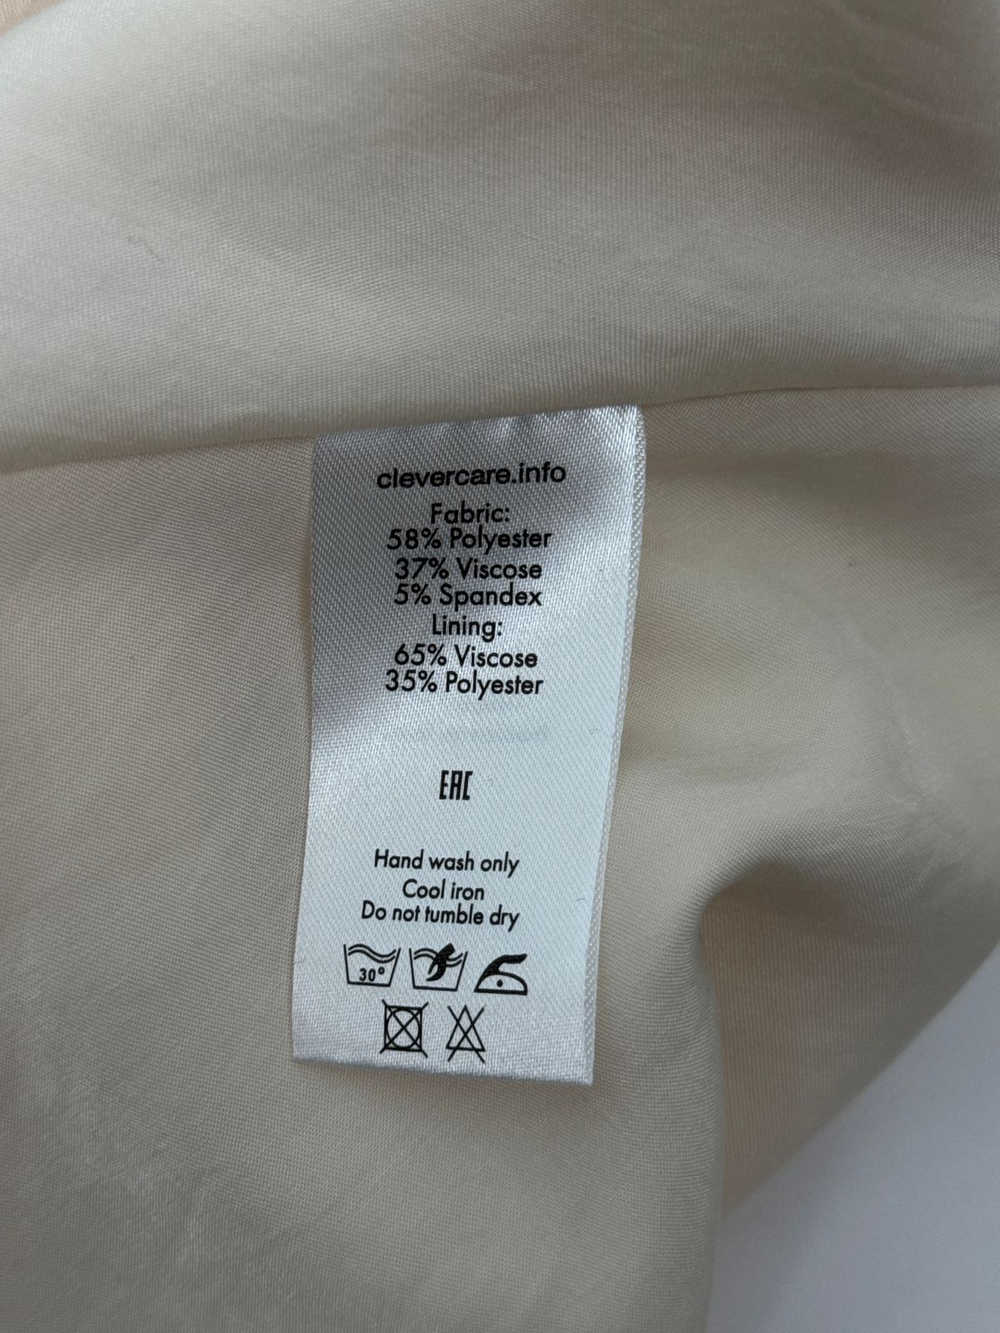 clevercare.info
Fabric:
58% Polyester
37% Viscose
5% Spandex
Lining:
65% Viscose
35% Polyester
EAC
Hand wash only
Cool iron
Do not tumble dry
30°